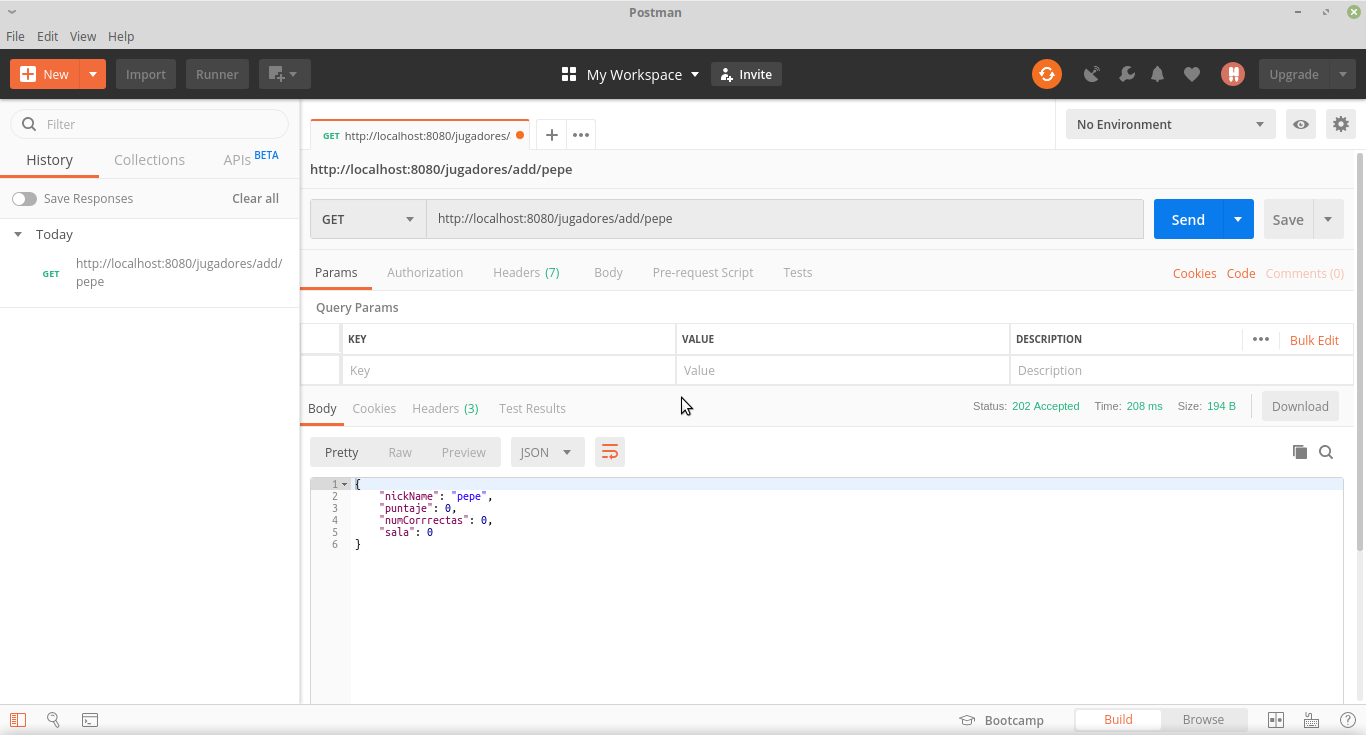 Postman
File Edit View Help
New Import Runner My Workspace Invite Upgrade
Filter
History Collections APIs BETA
Save Responses Clear all
Today
GET http://localhost:8080/jugadores/add/
pepe
GET http://localhost:8080/jugadores/
No Environment
http://localhost:8080/jugadores/add/pepe
GET http://localhost:8080/jugadores/add/pepe Send Save
Params Authorization Headers (7) Body Pre-request Script Tests Cookies Code Comments (0)
Query Params
KEY VALUE DESCRIPTION Bulk Edit
Key Value Description
Body Cookies Headers (3) Test Results Status: 202 Accepted Time: 208 ms Size: 194 B Download
Pretty Raw Preview JSON
1 {
2 "nickName": "pepe",
3 "puntaje": 0,
4 "numCorrrectas": 0,
5 "sala": 0
6 }
Bootcamp Build Browse